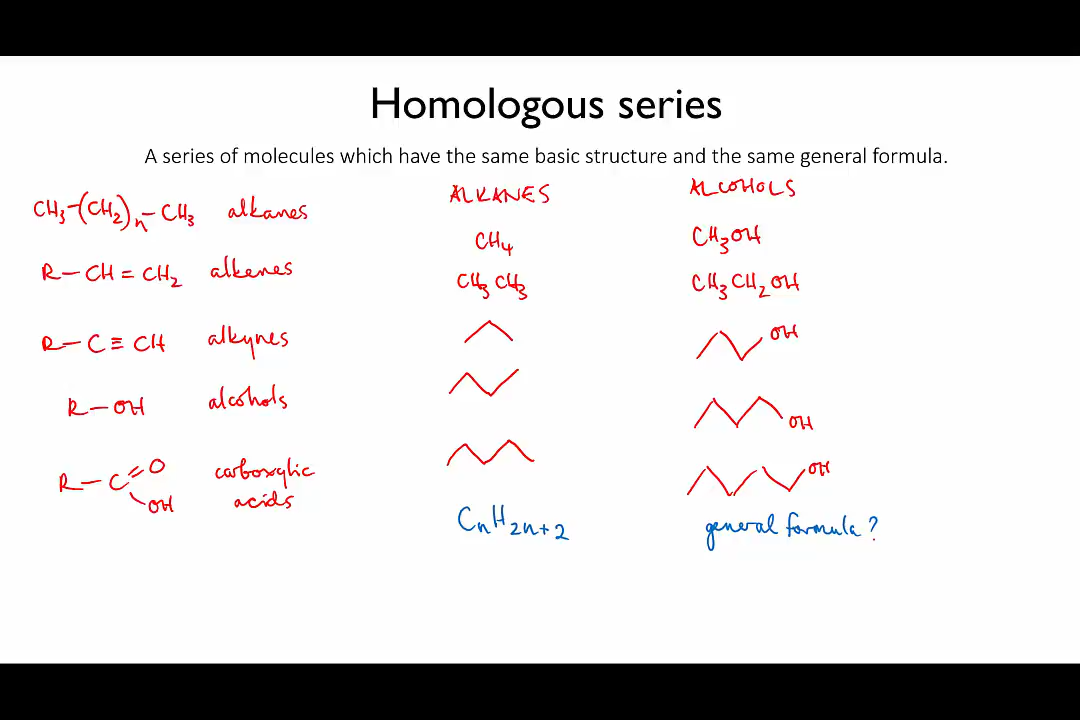 Homologous series
A series of molecules which have the same basic structure and the same general formula.
CH₃–(CH₂)ₙ–CH₃ alkanes
R–CH=CH₂ alkenes
R–C≡CH alkynes
R–OH alcohols
R–C=O
OH
carboxylic
acids
ALKANES
CH₄
CH₃CH₃
CₙH₂ₙ₊₂
ALCOHOLS
CH₃OH
CH₃CH₂OH
OH
OH
OH
general formula?